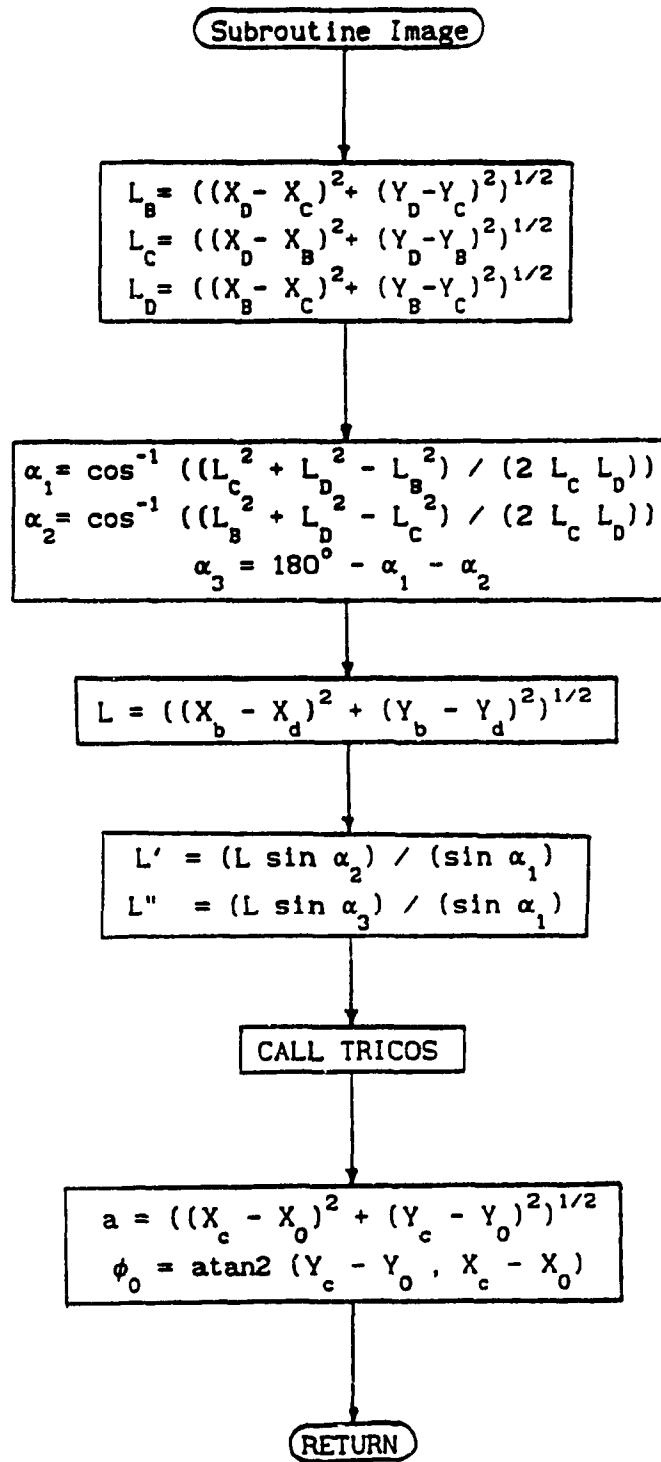 Subroutine Image
L_B= ((X_D- X_C)^2+ (Y_D-Y_C)^2)^1/2
L_C= ((X_D- X_B)^2+ (Y_D-Y_B)^2)^1/2
L_D= ((X_B- X_C)^2+ (Y_B-Y_C)^2)^1/2
α_1= cos^-1 ((L_C^2 + L_D^2 - L_B^2) / (2 L_C L_D))
α_2= cos^-1 ((L_B^2 + L_D^2 - L_C^2) / (2 L_C L_D))
α_3 = 180° - α_1 - α_2
L = ((X_b - X_d)^2 + (Y_b - Y_d)^2)^1/2
L′ = (L sin α_2) / (sin α_1)
L" = (L sin α_3) / (sin α_1)
CALL TRICOS
a = ((X_c - X_0)^2 + (Y_c - Y_0)^2)^1/2
ϕ_0 = atan2 (Y_c - Y_0 , X_c - X_0)
RETURN